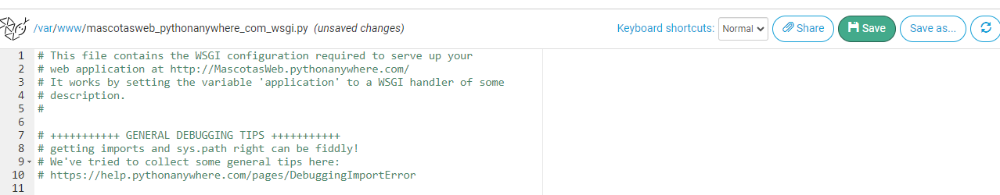 /var/www/mascotasweb_pythonanywhere_com_wsgi.py (unsaved changes) Keyboard shortcuts: Normal Share Save Save as...
1 # This file contains the WSGI configuration required to serve up your
2 # web application at http://MascotasWeb.pythonanywhere.com/
3 # It works by setting the variable 'application' to a WSGI handler of some
4 # description.
5 #
6
7 # +++++++++++ GENERAL DEBUGGING TIPS +++++++++++
8 # getting imports and sys.path right can be fiddly!
9 # We've tried to collect some general tips here:
10 # https://help.pythonanywhere.com/pages/DebuggingImportError
11